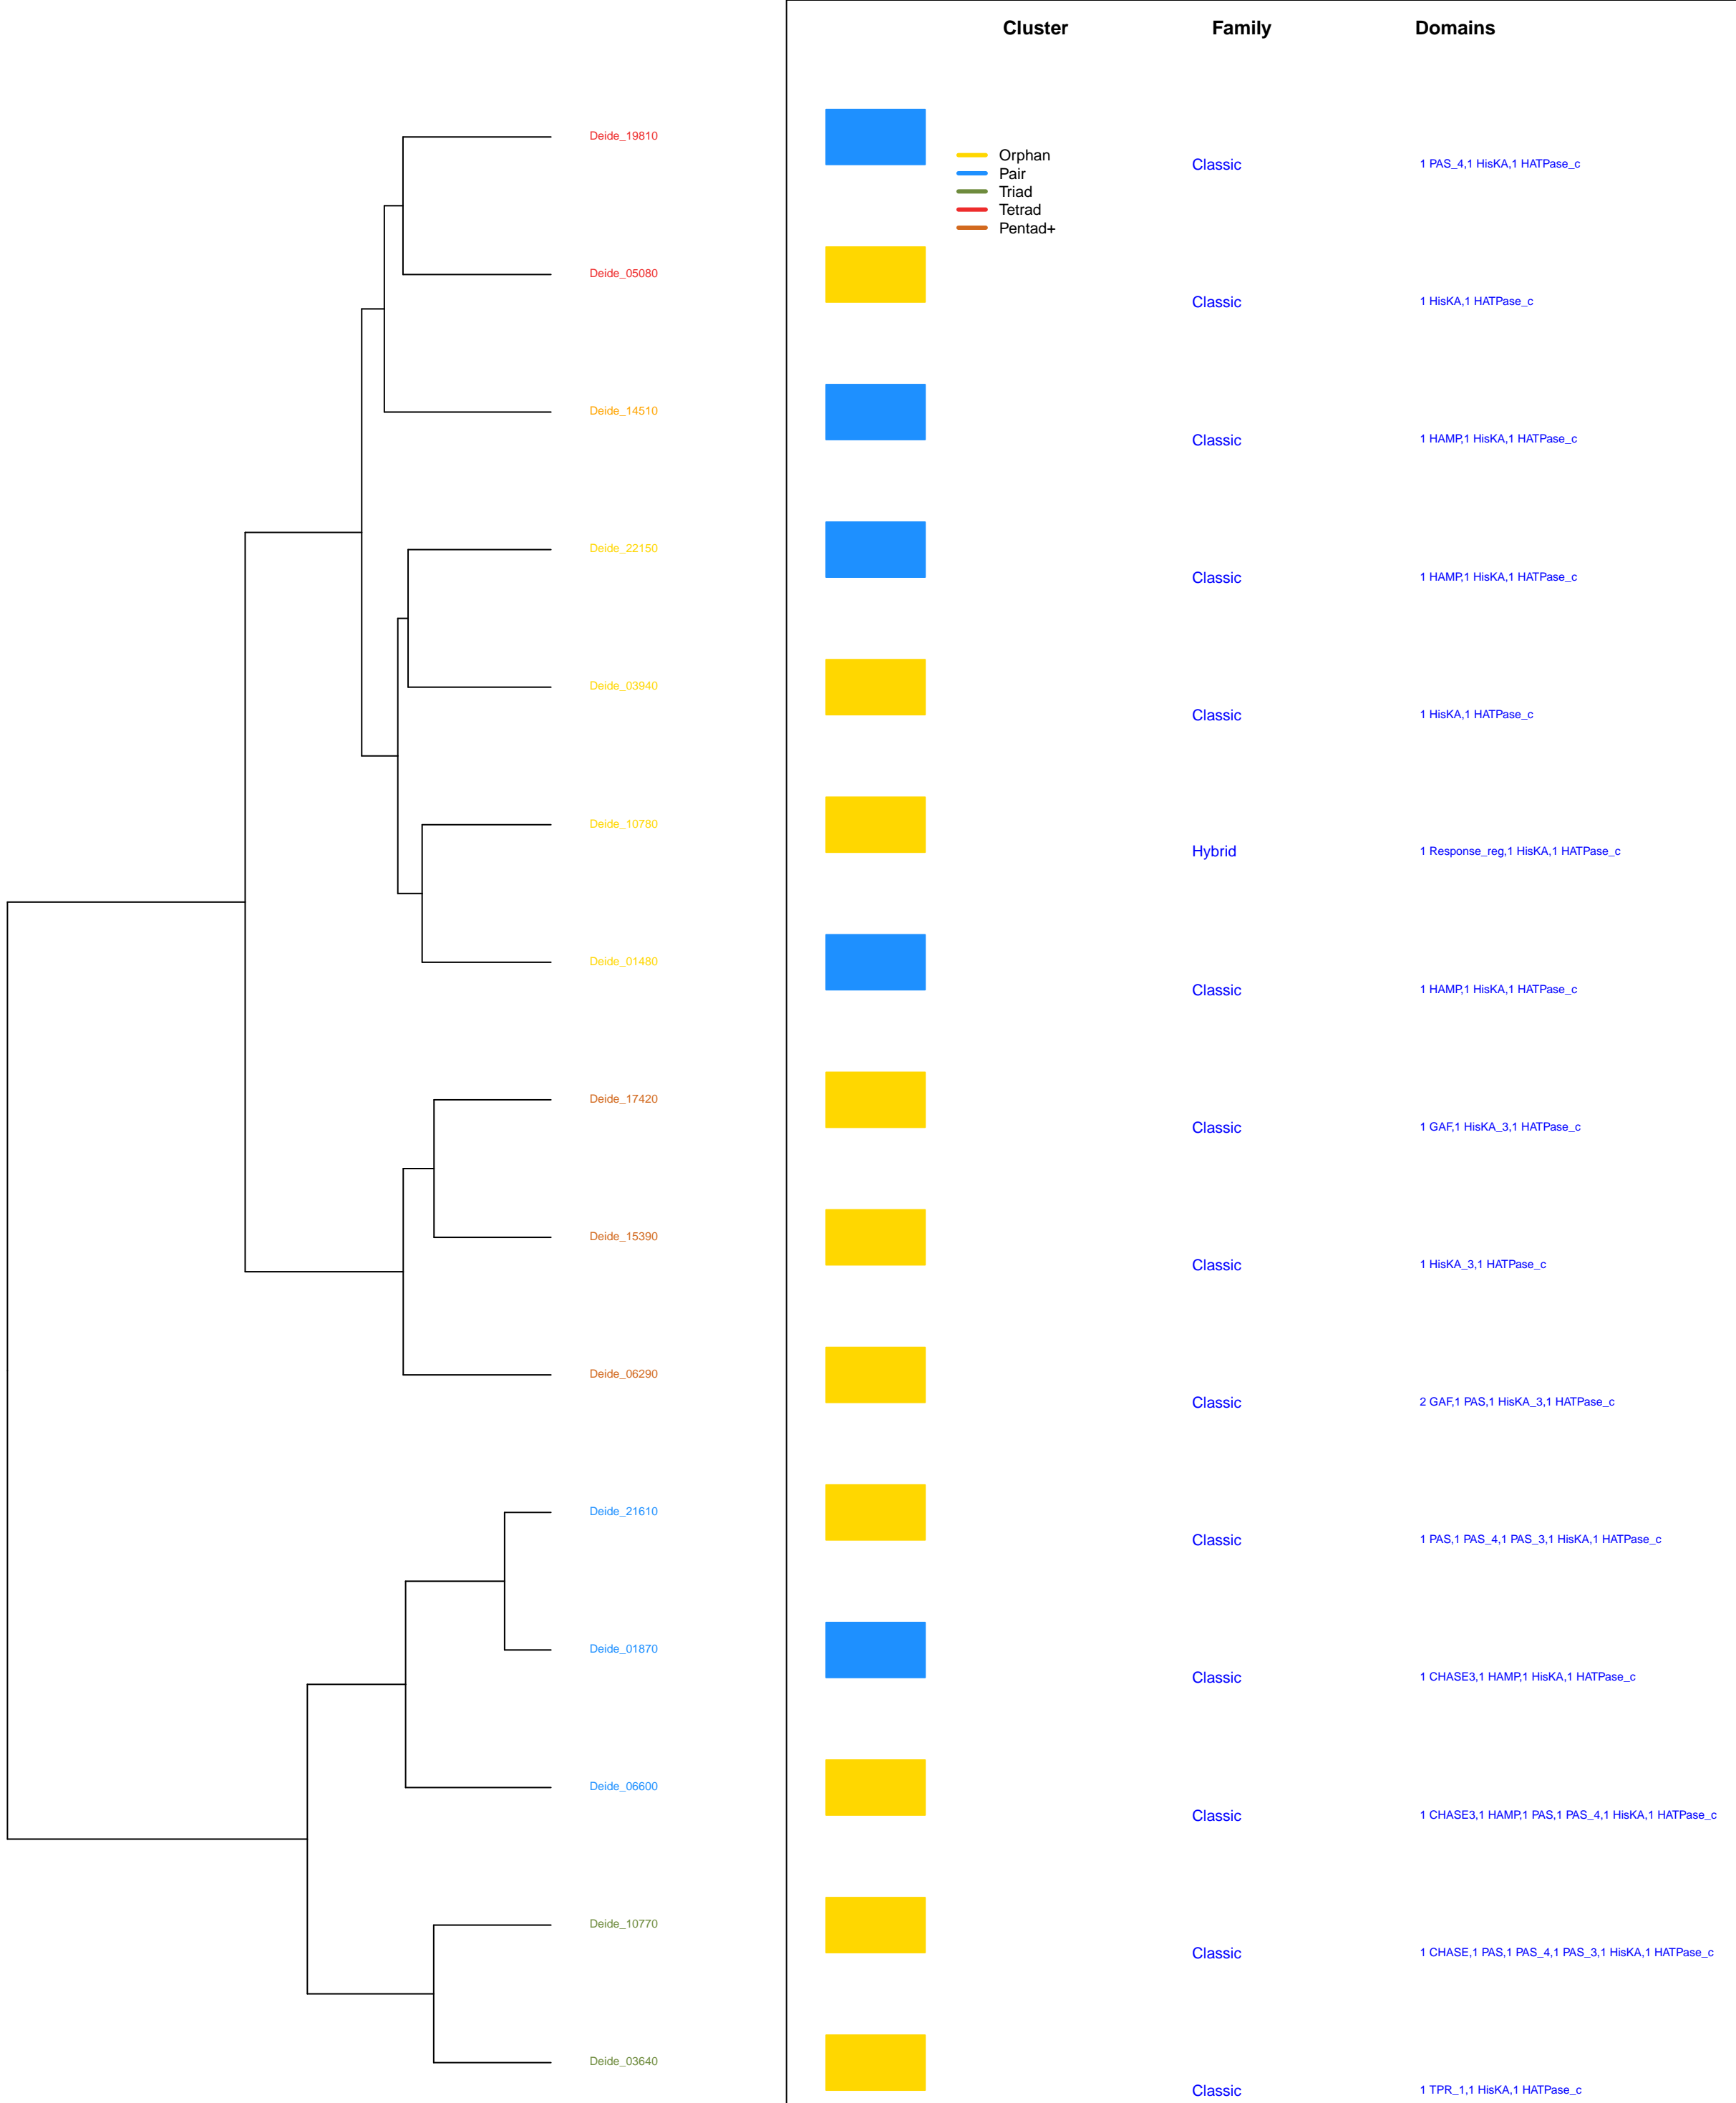 Cluster Family Domains
Deide_19810
Orphan
Classic 1 PAS_4,1 HisKA,1 HATPase_c
Pair
Triad
Tetrad
Pentad+
Deide_05080
Classic 1 HisKA,1 HATPase_c
Deide_14510
Classic 1 HAMP,1 HisKA,1 HATPase_c
Deide_22150
Classic 1 HAMP,1 HisKA,1 HATPase_c
Deide_03940
Classic 1 HisKA,1 HATPase_c
Deide_10780
Hybrid 1 Response_reg,1 HisKA,1 HATPase_c
Deide_01480
Classic 1 HAMP,1 HisKA,1 HATPase_c
Deide_17420
Classic 1 GAF,1 HisKA_3,1 HATPase_c
Deide_15390
Classic 1 HisKA_3,1 HATPase_c
Deide_06290
Classic 2 GAF,1 PAS,1 HisKA_3,1 HATPase_c
Deide_21610
Classic 1 PAS,1 PAS_4,1 PAS_3,1 HisKA,1 HATPase_c
Deide_01870
Classic 1 CHASE3,1 HAMP,1 HisKA,1 HATPase_c
Deide_06600
Classic 1 CHASE3,1 HAMP,1 PAS,1 PAS_4,1 HisKA,1 HATPase_c
Deide_10770
Classic 1 CHASE,1 PAS,1 PAS_4,1 PAS_3,1 HisKA,1 HATPase_c
Deide_03640
Classic 1 TPR_1,1 HisKA,1 HATPase_c